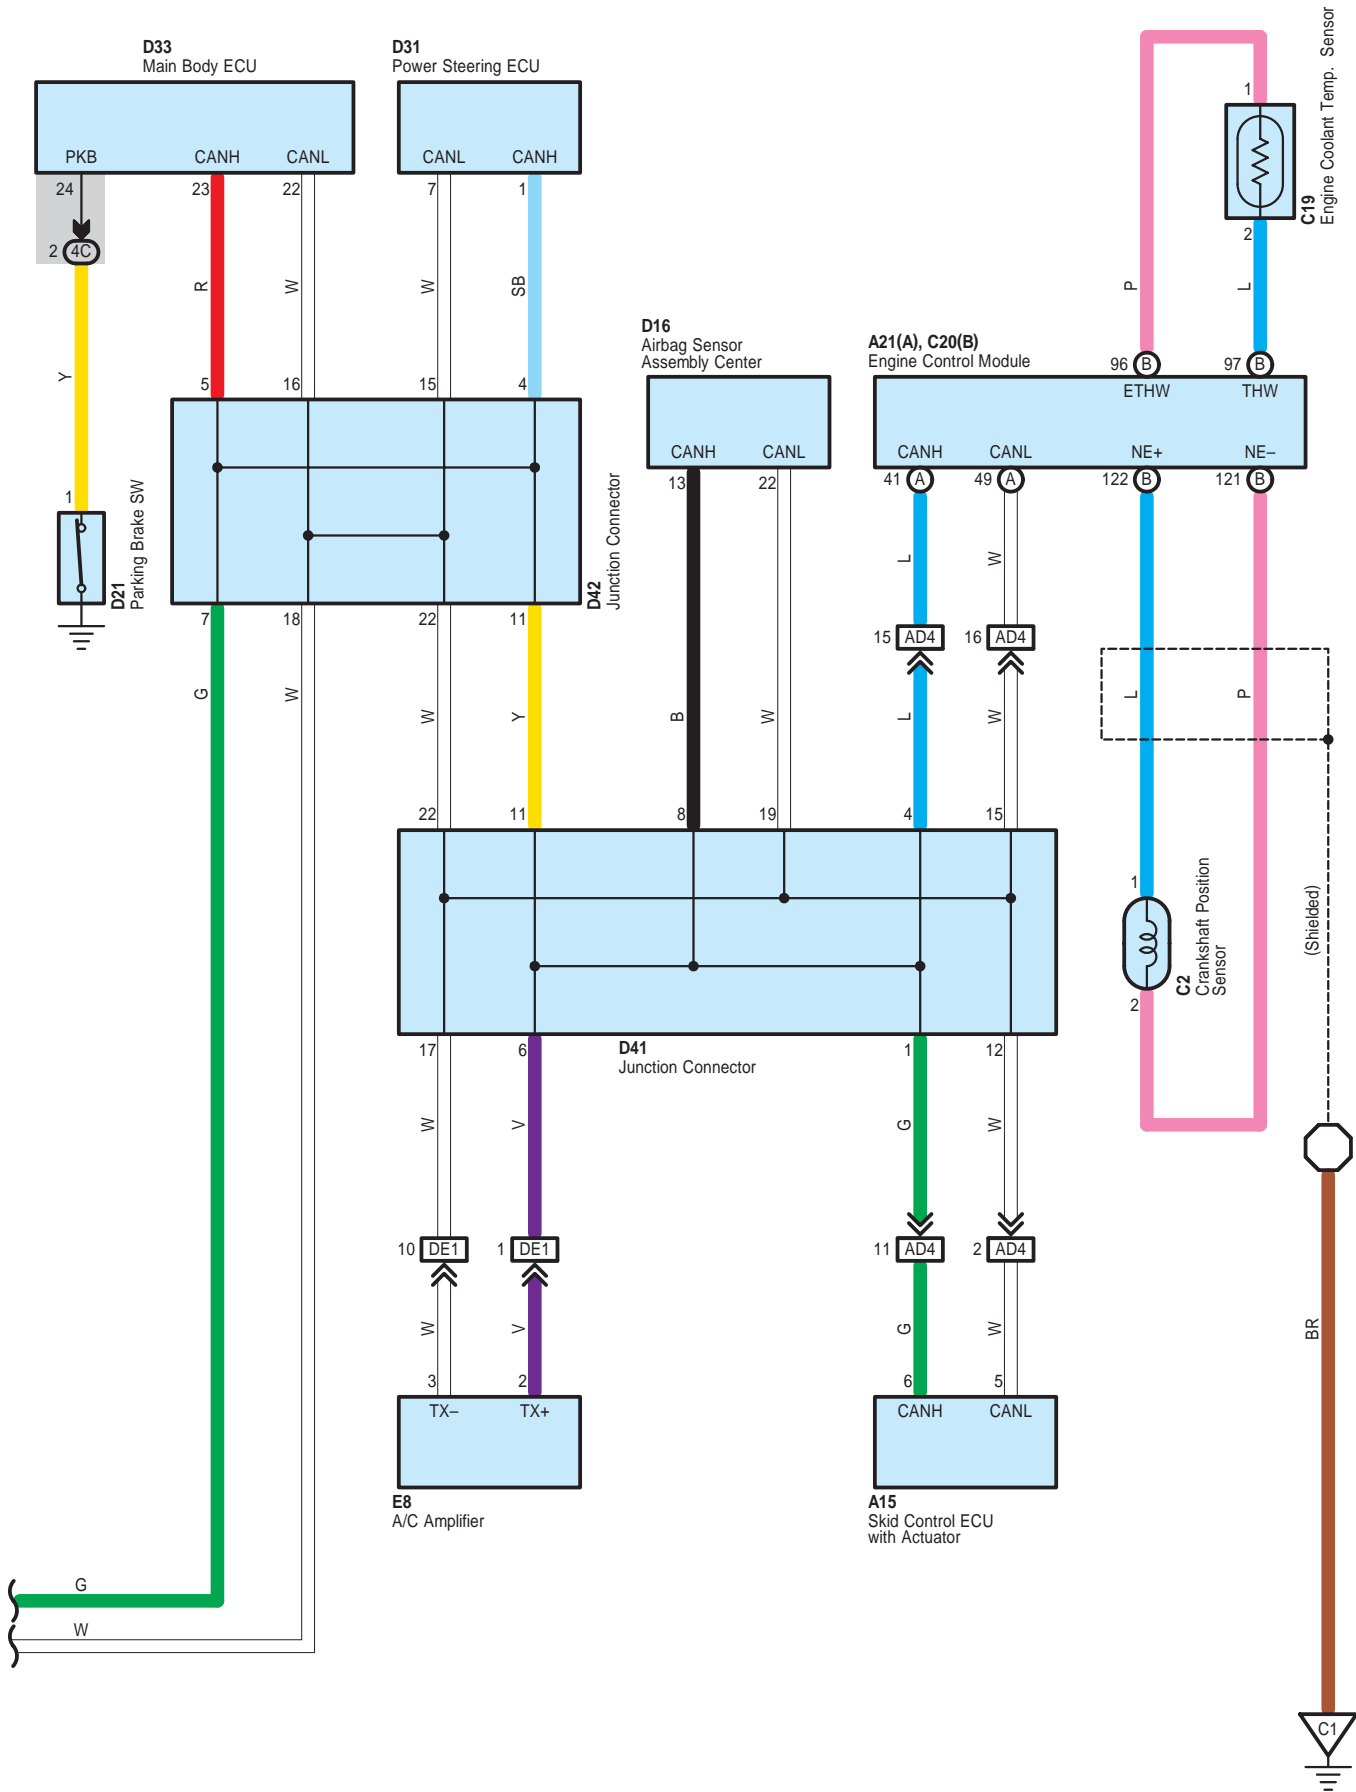 D33
Main Body ECU
D31
Power Steering ECU
PKB
CANH
CANL
CANL
CANH
24
23
22
7
1
2
4C
R
W
W
SB
Y
5
16
15
4
1
D21
Parking Brake SW
D42
Junction Connector
7
18
22
11
G
W
W
Y
1
C19
Engine Coolant Temp. Sensor
2
P
L
D16
Airbag Sensor
Assembly Center
A21(A), C20(B)
Engine Control Module
96
B
97
B
ETHW
THW
CANH
CANL
CANH
CANL
NE+
NE–
13
22
41
A
49
A
122
B
121
B
L
W
15
AD4
16
AD4
B
W
L
W
L
P
22
11
8
19
4
15
1
C2
Crankshaft Position
Sensor
2
(Shielded)
17
6
D41
Junction Connector
1
12
W
V
G
W
10
DE1
1
DE1
11
AD4
2
AD4
W
V
G
W
BR
3
2
6
5
TX–
TX+
CANH
CANL
E8
A/C Amplifier
A15
Skid Control ECU
with Actuator
G
W
C1